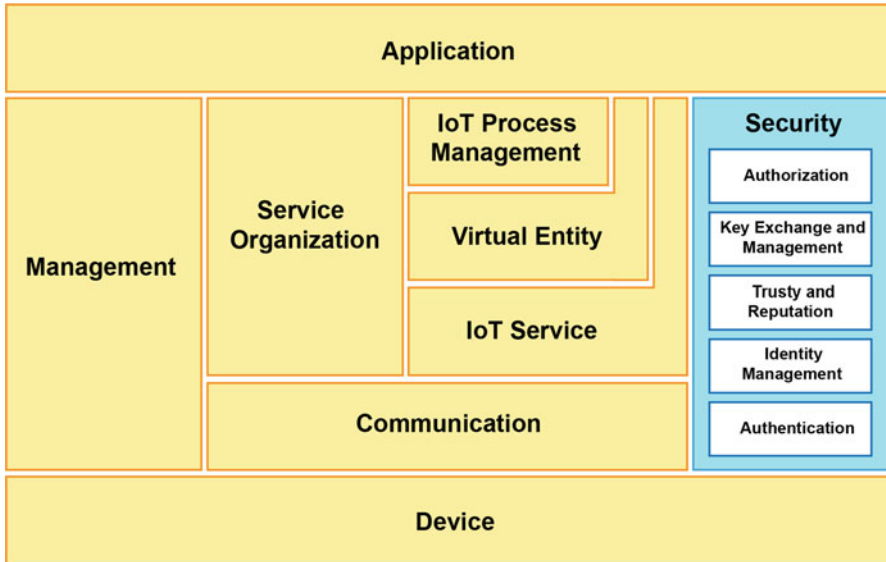 Application
Management
Service
Organization
IoT Process
Management
Virtual Entity
IoT Service
Communication
Security
Authorization
Key Exchange and
Management
Trusty and
Reputation
Identity
Management
Authentication
Device